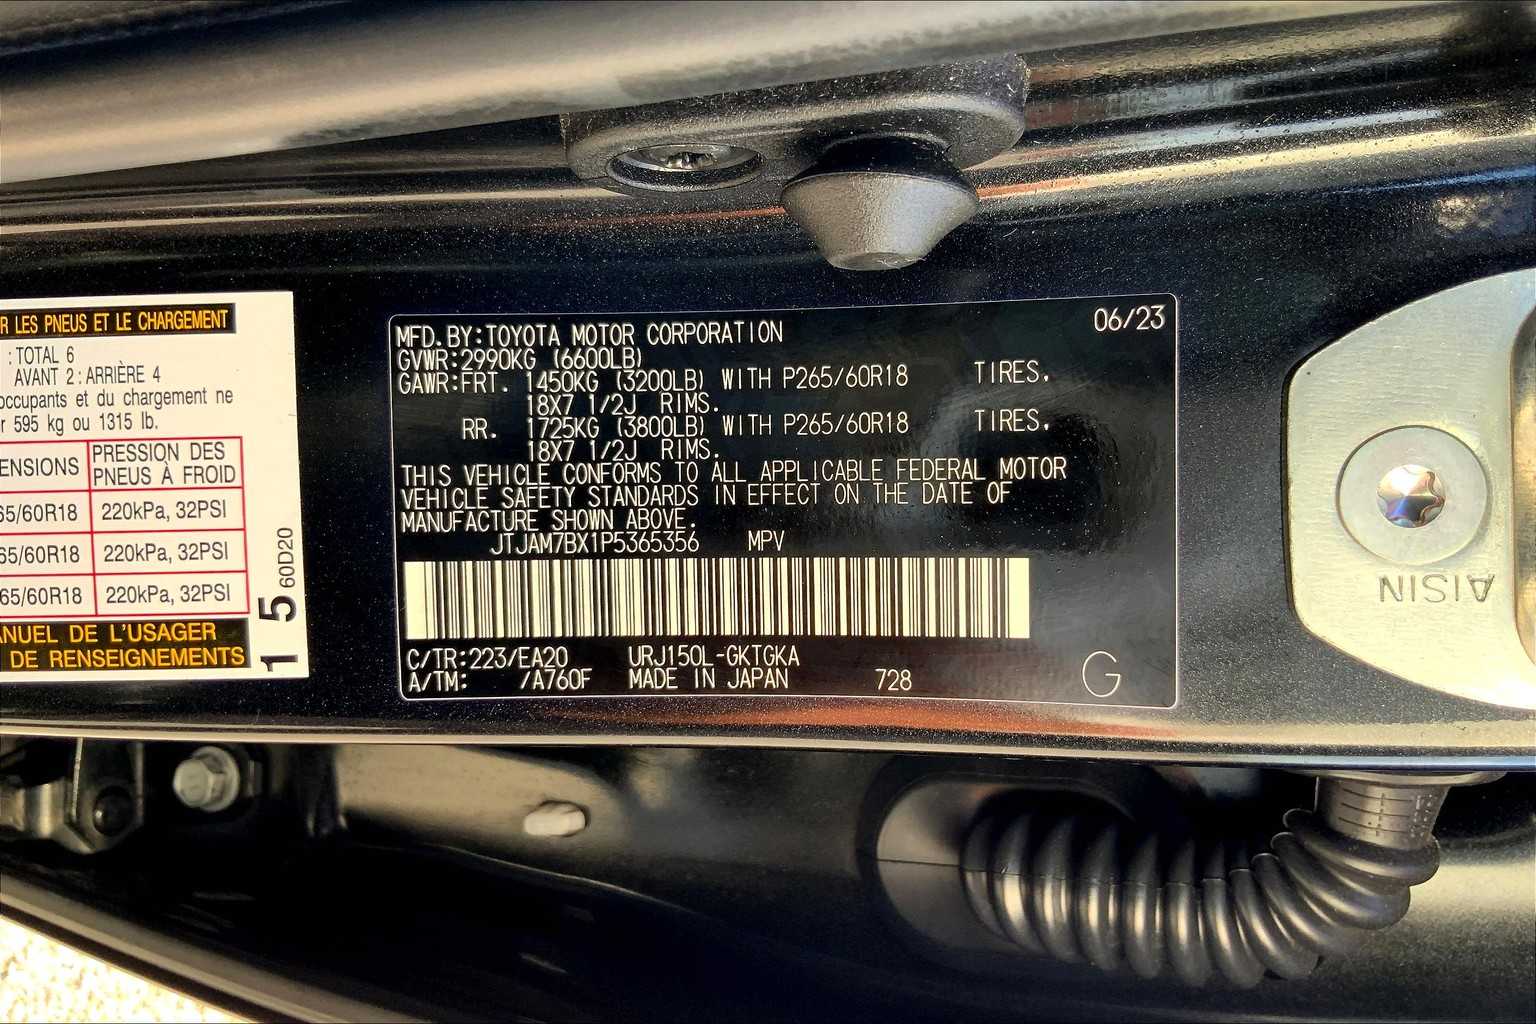 R LES PNEUS ET LE CHARGEMENT
: TOTAL 6
AVANT 2 : ARRIÈRE 4
occupants et du chargement ne
r 595 kg ou 1315 lb.
ENSIONS PRESSION DES PNEUS À FROID
65/60R18 220kPa, 32PSI
65/60R18 220kPa, 32PSI
65/60R18 220kPa, 32PSI
ANUEL DE L'USAGER
DE RENSEIGNEMENTS
1 5 60D20
MFD.BY:TOYOTA MOTOR CORPORATION 06/23
GVWR:2990KG (6600LB)
GAWR:FRT. 1450KG (3200LB) WITH P265/60R18 TIRES,
18X7 1/2J RIMS.
RR. 1725KG (3800LB) WITH P265/60R18 TIRES,
18X7 1/2J RIMS.
THIS VEHICLE CONFORMS TO ALL APPLICABLE FEDERAL MOTOR
VEHICLE SAFETY STANDARDS IN EFFECT ON THE DATE OF
MANUFACTURE SHOWN ABOVE.
JTJAM7BX1P5365356 MPV
C/TR:223/EA20 URJ150L-GKTGKA
A/TM: /A760F MADE IN JAPAN 728 G
AISIN